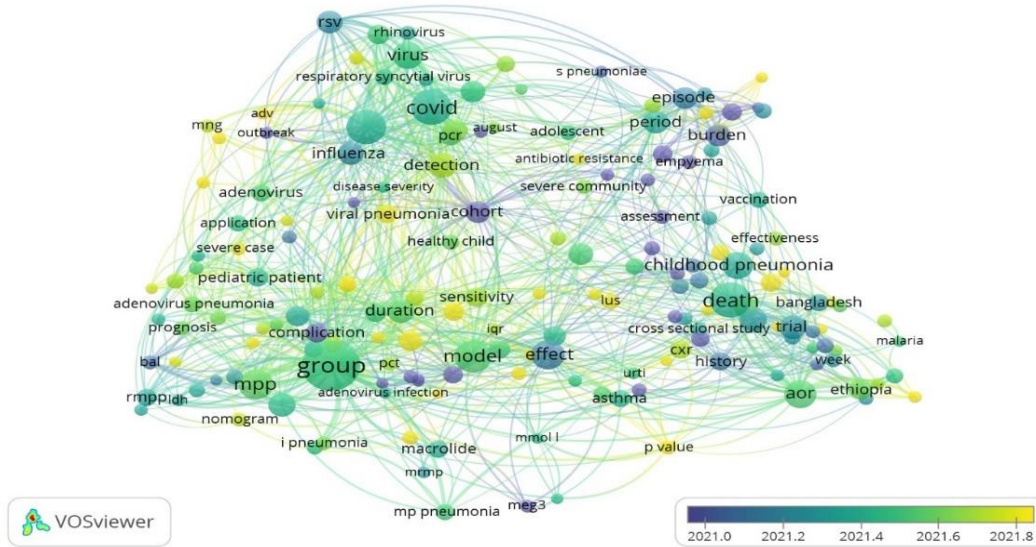 rsv
rhinovirus
virus
respiratory syncytial virus
s pneumoniae
episode
covid
period
adv
mng
outbreak
pcr
august
adolescent
burden
influenza
detection
antibiotic resistance
empyema
disease severity
severe community
adenovirus
viral pneumonia
cohort
vaccination
application
assessment
severe case
healthy child
effectiveness
pediatric patient
childhood pneumonia
adenovirus pneumonia
duration
sensitivity
lus
death
bangladesh
prognosis
complication
iqr
cross sectional study
trial
malaria
bal
group
pct
model
effect
cxr
history
week
mpp
urti
rmpp
ldh
adenovirus infection
asthma
aor
ethiopia
nomogram
i pneumonia
macrolide
mmol l
p value
mrmp
mp pneumonia
meg3
VOSviewer
2021.0 2021.2 2021.4 2021.6 2021.8